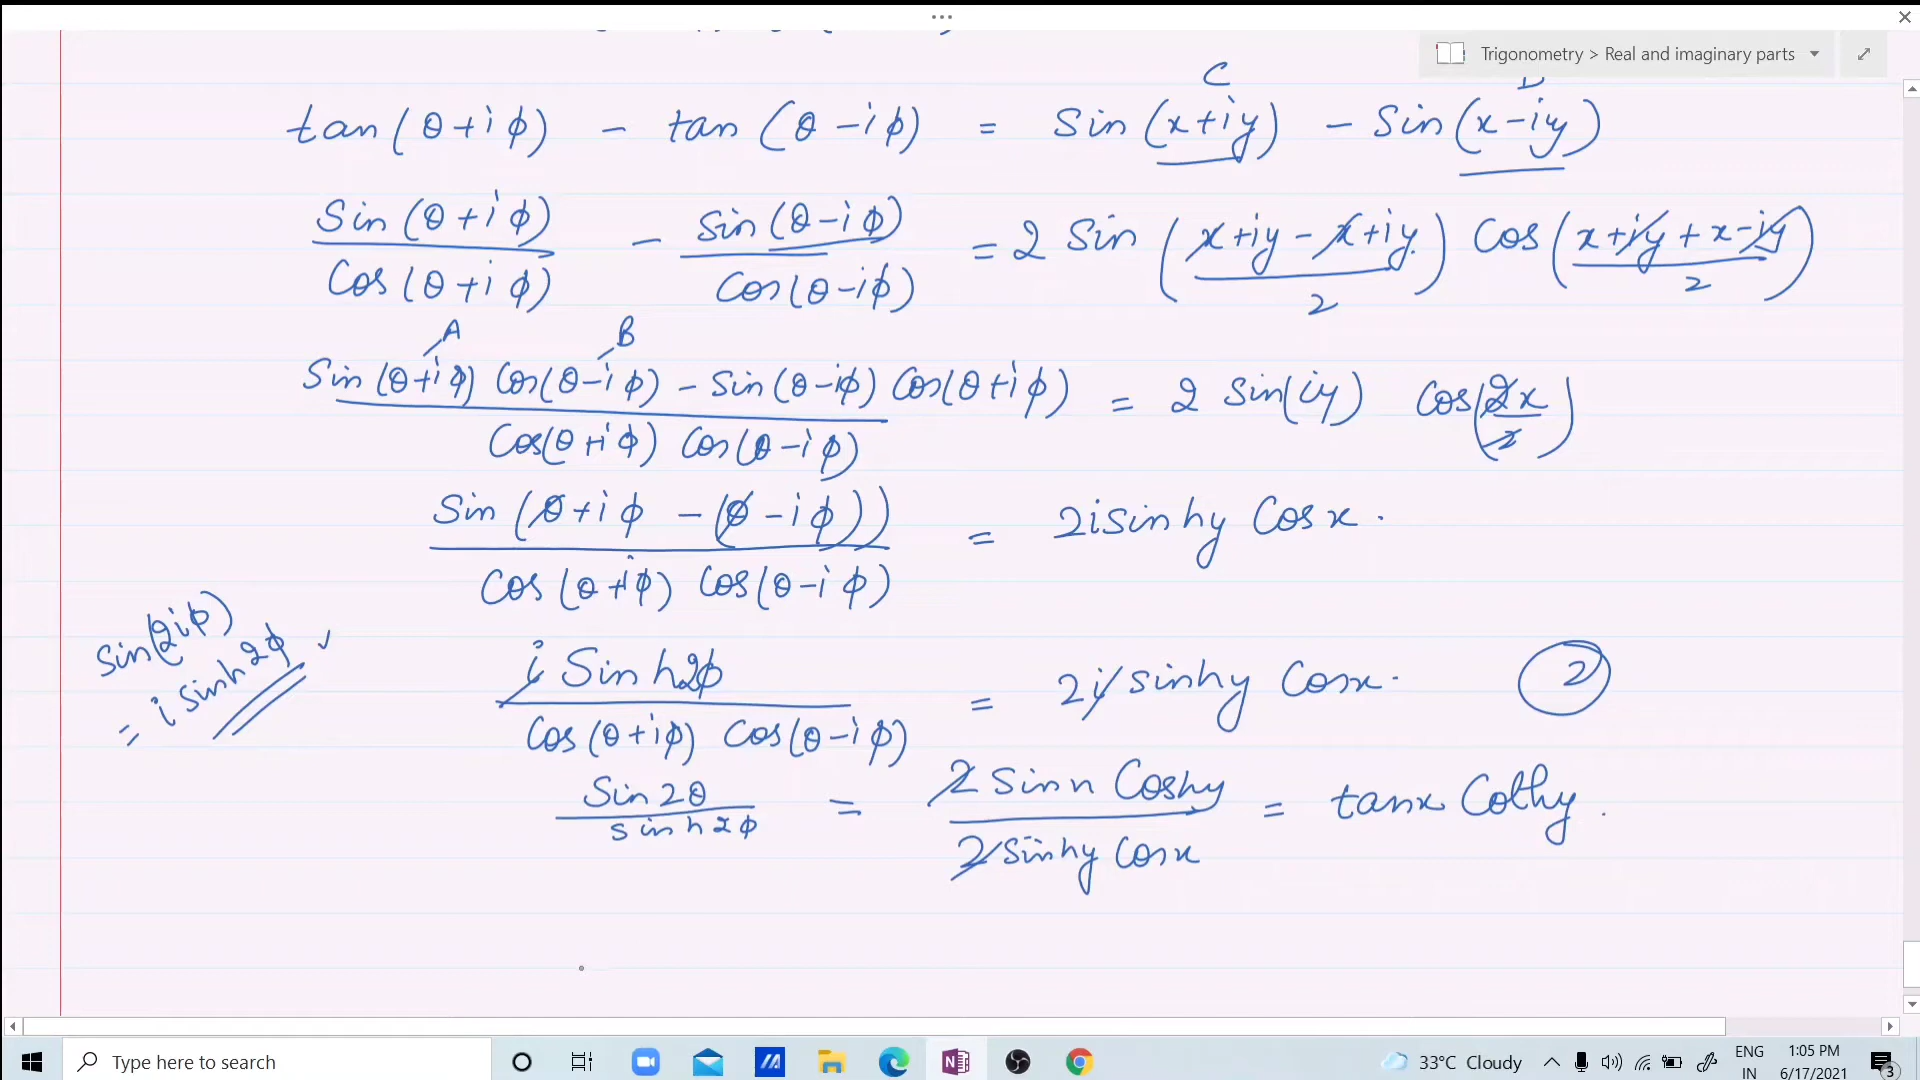 Trigonometry > Real and imaginary parts
C D
tan(θ+iϕ) - tan(θ-iϕ) = Sin(x+iy) - Sin(x-iy)
Sin(θ+iϕ)/Cos(θ+iϕ) - Sin(θ-iϕ)/Cos(θ-iϕ) = 2 Sin((x+iy-x+iy)/2) Cos((x+iy+x-iy)/2)
A B
Sin(θ+iϕ) Cos(θ-iϕ) - Sin(θ-iϕ) Cos(θ+iϕ) / Cos(θ+iϕ) Cos(θ-iϕ) = 2 Sin(iy) Cos(2x/2)
Sin(θ+iϕ-(θ-iϕ)) / Cos(θ+iϕ) Cos(θ-iϕ) = 2i sinhy Cosx.
sin(2iϕ)
= i sinh2ϕ ✓
i Sinh2ϕ / Cos(θ+iϕ) Cos(θ-iϕ) = 2i sinhy Cosx. 2
Sin2θ/sinh2ϕ = 2 Sinx Coshy / 2 Sinhy Cosx = tanx Cothy.
Type here to search
33°C Cloudy
ENG
IN
1:05 PM
6/17/2021
3